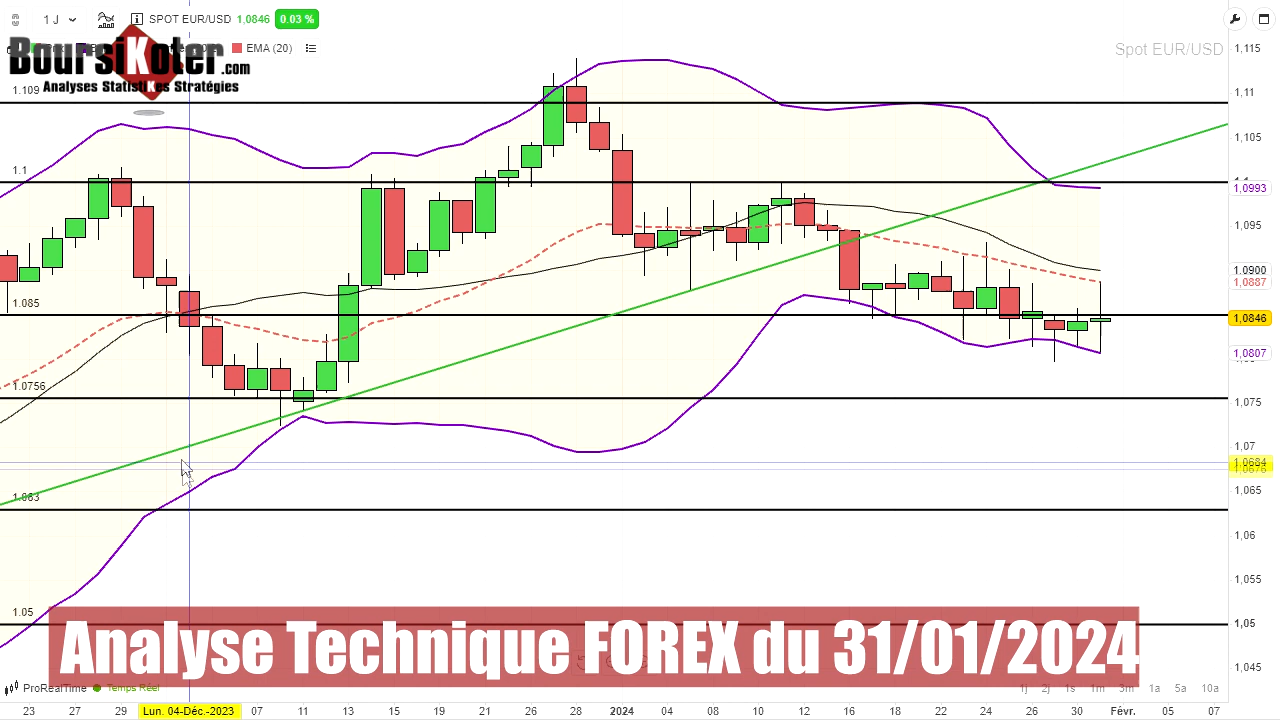 1 J
SPOT EUR/USD 1,0846 0.03 %
EMA (20)
BOURSIKOTER.com
Analyses StatistiKes Stratégies
Spot EUR/USD
1.109
1.1
1.085
1.0756
1.063
1.05
1,115
1,11
1,105
1,0993
1,095
1,0900
1,0887
1,0846
1,0807
1,075
1,07
1,0684
1,0676
1,065
1,06
1,055
1,05
1,045
Analyse Technique FOREX du 31/01/2024
ProRealTime Temps Réel
1j 2j 1s 1m 3m 1a 5a 10a
23 27 29 Lun. 04-Déc.-2023 07 11 13 15 19 21 26 28 2024 04 08 10 12 16 18 22 24 26 30 Févr. 05 07